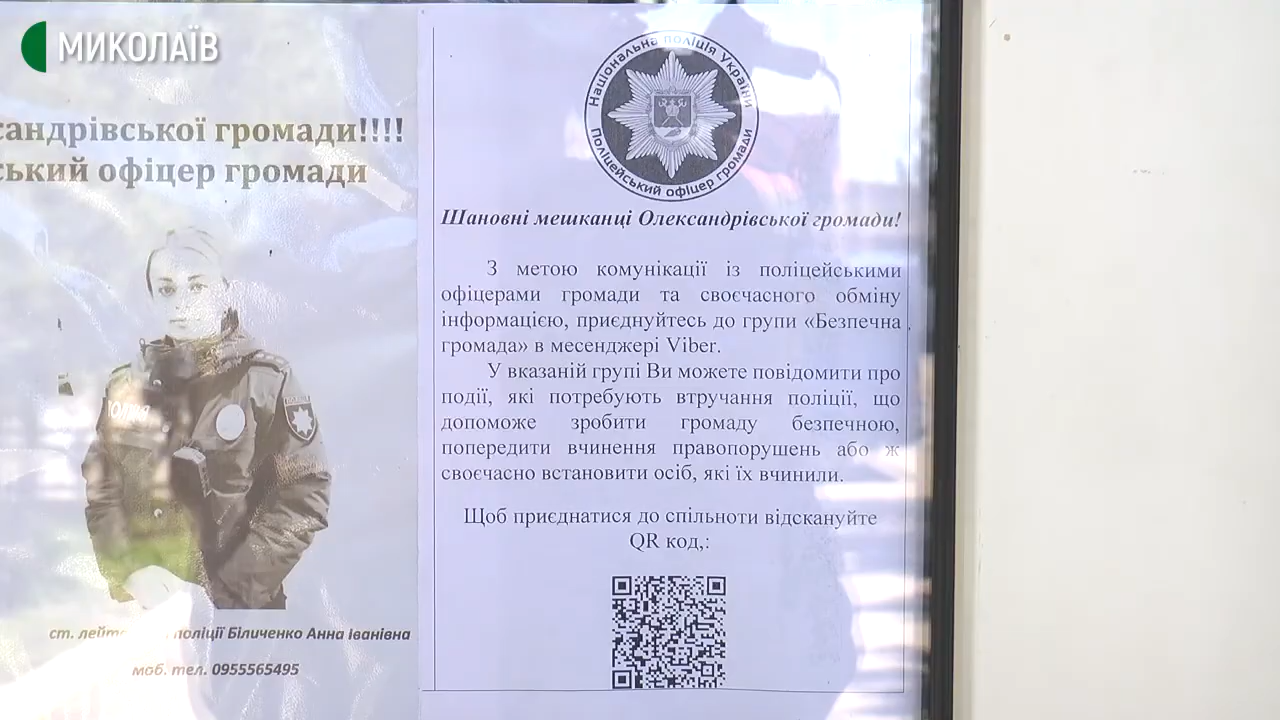 МИКОЛАЇВ
сандрівської громади!!!!
ський офіцер громади
ПОЛІЦІЯ
ст. лейт поліції Біличенко Анна Іванівна
моб. тел. 0955565495
Національна поліція України
Поліцейський офіцер громади
Шановні мешканці Олександрівської громади!
З метою комунікації із поліцейськими
офіцерами громади та своєчасного обміну
інформацією, приєднуйтесь до групи «Безпечна
громада» в месенджері Viber.
У вказаній групі Ви можете повідомити про
події, які потребують втручання поліції, що
допоможе зробити громаду безпечною,
попередити вчинення правопорушень або ж
своєчасно встановити осіб, які їх вчинили.
Щоб приєднатися до спільноти відскануйте
QR код,: